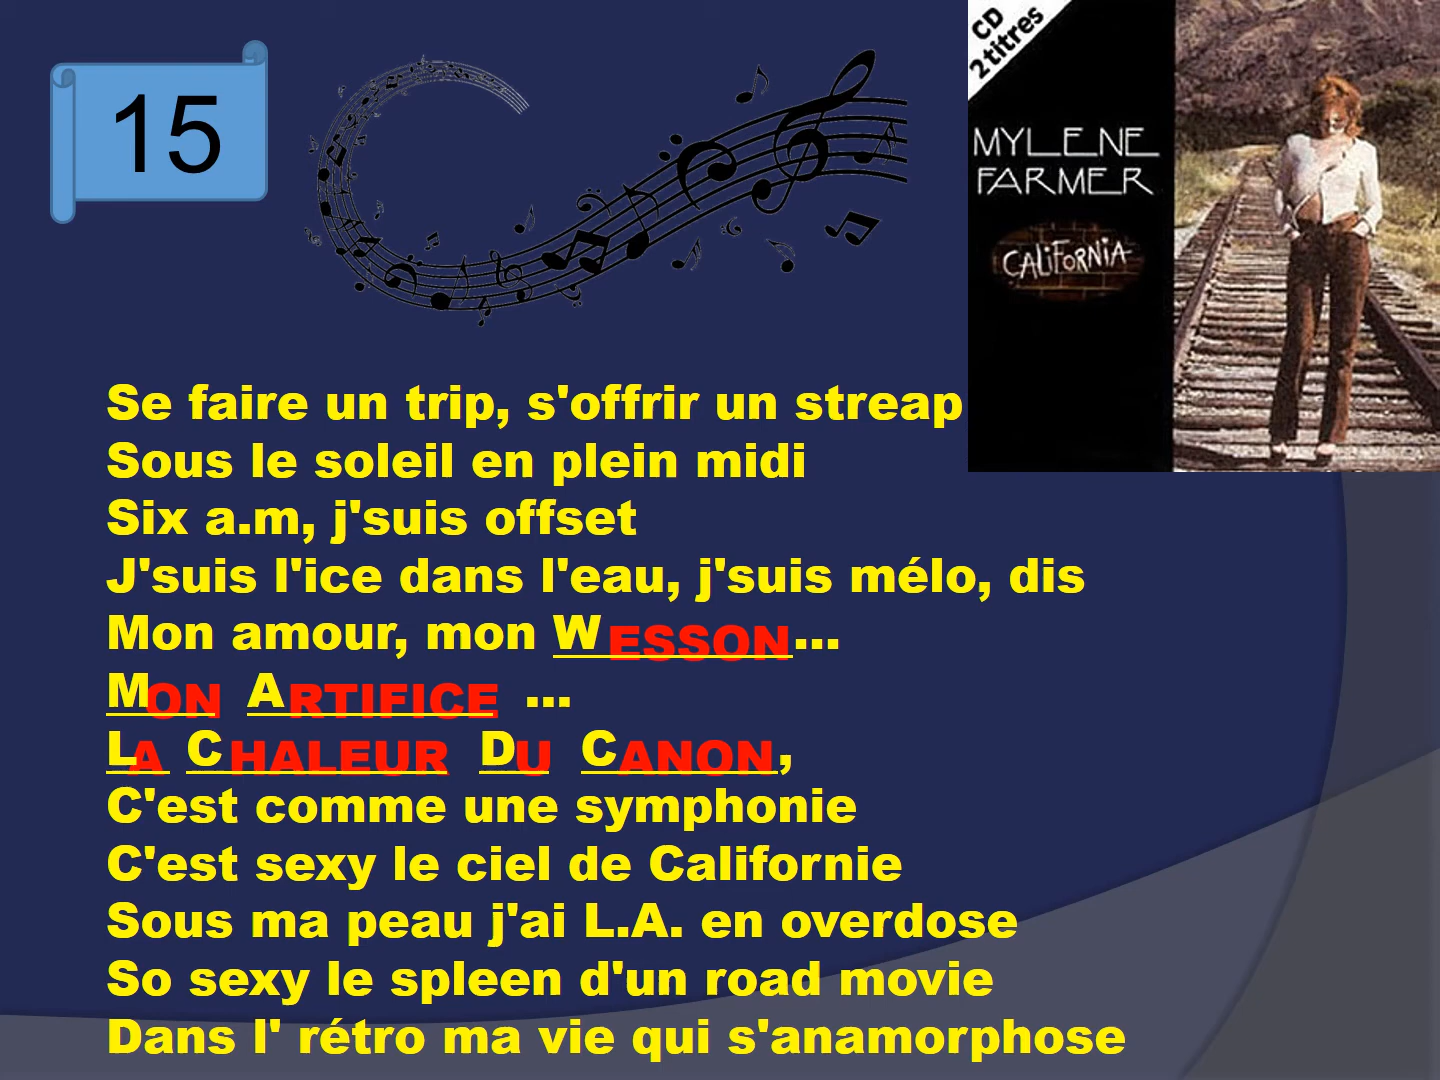 15
CD
2 titres
MYLENE
FARMER
CALIFORNIA
Se faire un trip, s'offrir un streap
Sous le soleil en plein midi
Six a.m, j'suis offset
J'suis l'ice dans l'eau, j'suis mélo, dis
Mon amour, mon WESSON...
MON ARTIFICE ...
LA CHALEUR DU CANON,
C'est comme une symphonie
C'est sexy le ciel de Californie
Sous ma peau j'ai L.A. en overdose
So sexy le spleen d'un road movie
Dans l' rétro ma vie qui s'anamorphose